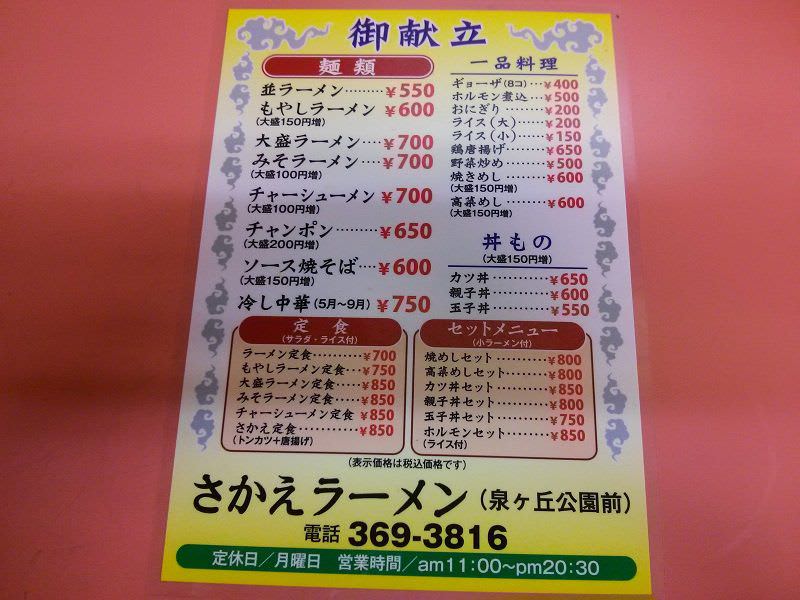 御献立
麺類
並ラーメン………¥550
もやしラーメン ¥600
(大盛150円増)
大盛ラーメン……¥700
みそラーメン……¥700
(大盛100円増)
チャーシューメン ¥700
(大盛100円増)
チャンポン………¥650
(大盛200円増)
ソース焼そば……¥600
(大盛150円増)
冷し中華(5月〜9月) ¥750
一品料理
ギョーザ(8コ)…¥400
ホルモン煮込…¥500
おにぎり………¥200
ライス(大)……¥200
ライス(小)……¥150
鶏唐揚げ………¥650
野菜炒め………¥500
焼きめし………¥600
(大盛150円増)
高菜めし………¥600
(大盛150円増)
丼もの
(大盛150円増)
カツ丼…………¥650
親子丼…………¥600
玉子丼…………¥550
定食
(サラダ・ライス付)
ラーメン定食…………¥700
もやしラーメン定食…¥750
大盛ラーメン定食……¥850
みそラーメン定食……¥850
チャーシューメン定食 ¥850
さかえ定食……………¥850
(トンカツ+唐揚げ)
セットメニュー
(小ラーメン付)
焼めしセット…………¥800
高菜めしセット………¥800
カツ丼セット…………¥850
親子丼セット…………¥800
玉子丼セット…………¥750
ホルモンセット………¥850
(ライス付)
(表示価格は税込価格です)
さかえラーメン(泉ヶ丘公園前)
電話 369-3816
定休日/月曜日 営業時間/am11:00〜pm20:30